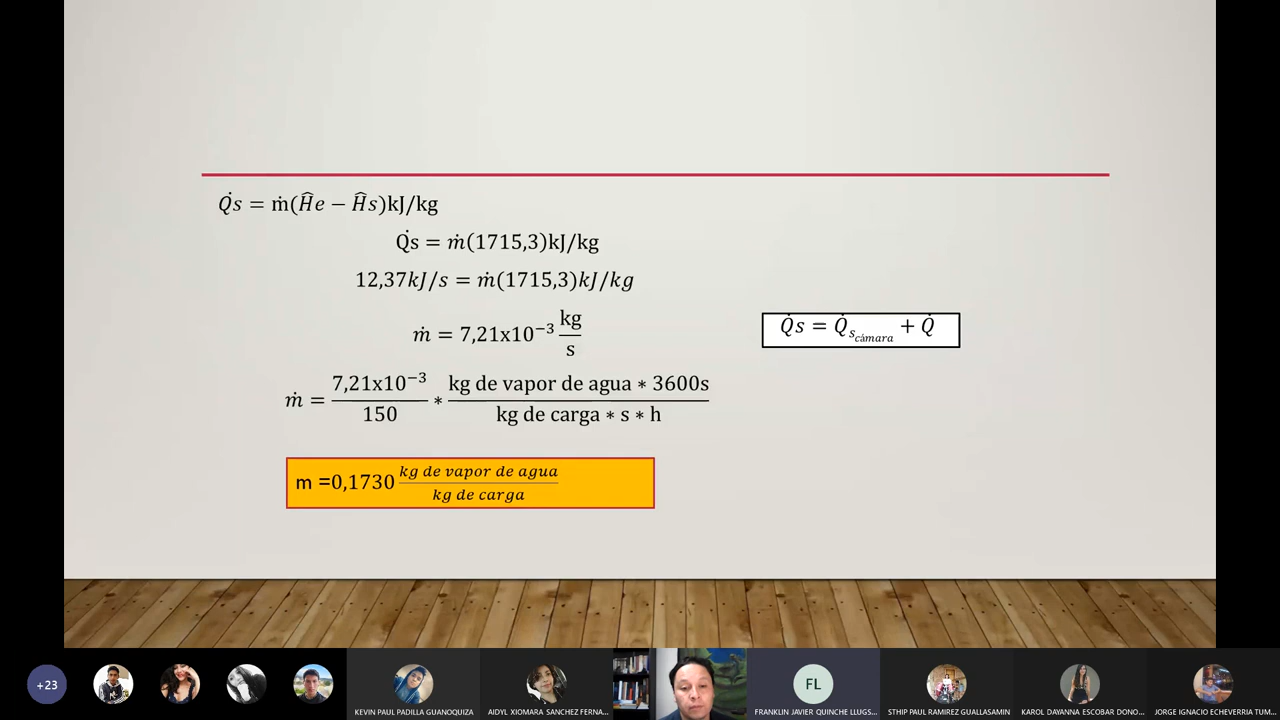 Q̇s = ṁ(Ĥe − Ĥs)kJ/kg
Q̇s = ṁ(1715,3)kJ/kg
12,37kJ/s = ṁ(1715,3)kJ/kg
ṁ = 7,21x10⁻³ kg/s
Q̇s = Q̇s cámara + Q̇
ṁ = 7,21x10⁻³/150 ∗ kg de vapor de agua ∗ 3600s/kg de carga ∗ s ∗ h
m =0,1730 kg de vapor de agua/kg de carga
+23
KEVIN PAUL PADILLA GUANOQUIZA
AIDYL XIOMARA SANCHEZ FERNA...
FL
FRANKLIN JAVIER QUINCHE LLUGS...
STHIP PAUL RAMIREZ GUALLASAMIN
KAROL DAYANNA ESCOBAR DONO...
JORGE IGNACIO ECHEVERRIA TUM...